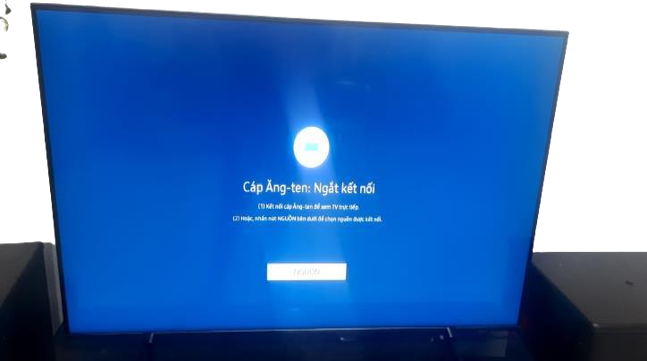 Cáp Ăng-ten: Ngắt kết nối
(1) Kết nối cáp Ăng-ten để xem TV trực tiếp.
(2) Hoặc, nhấn nút NGUỒN bên dưới để chọn nguồn được kết nối.
NGUỒN